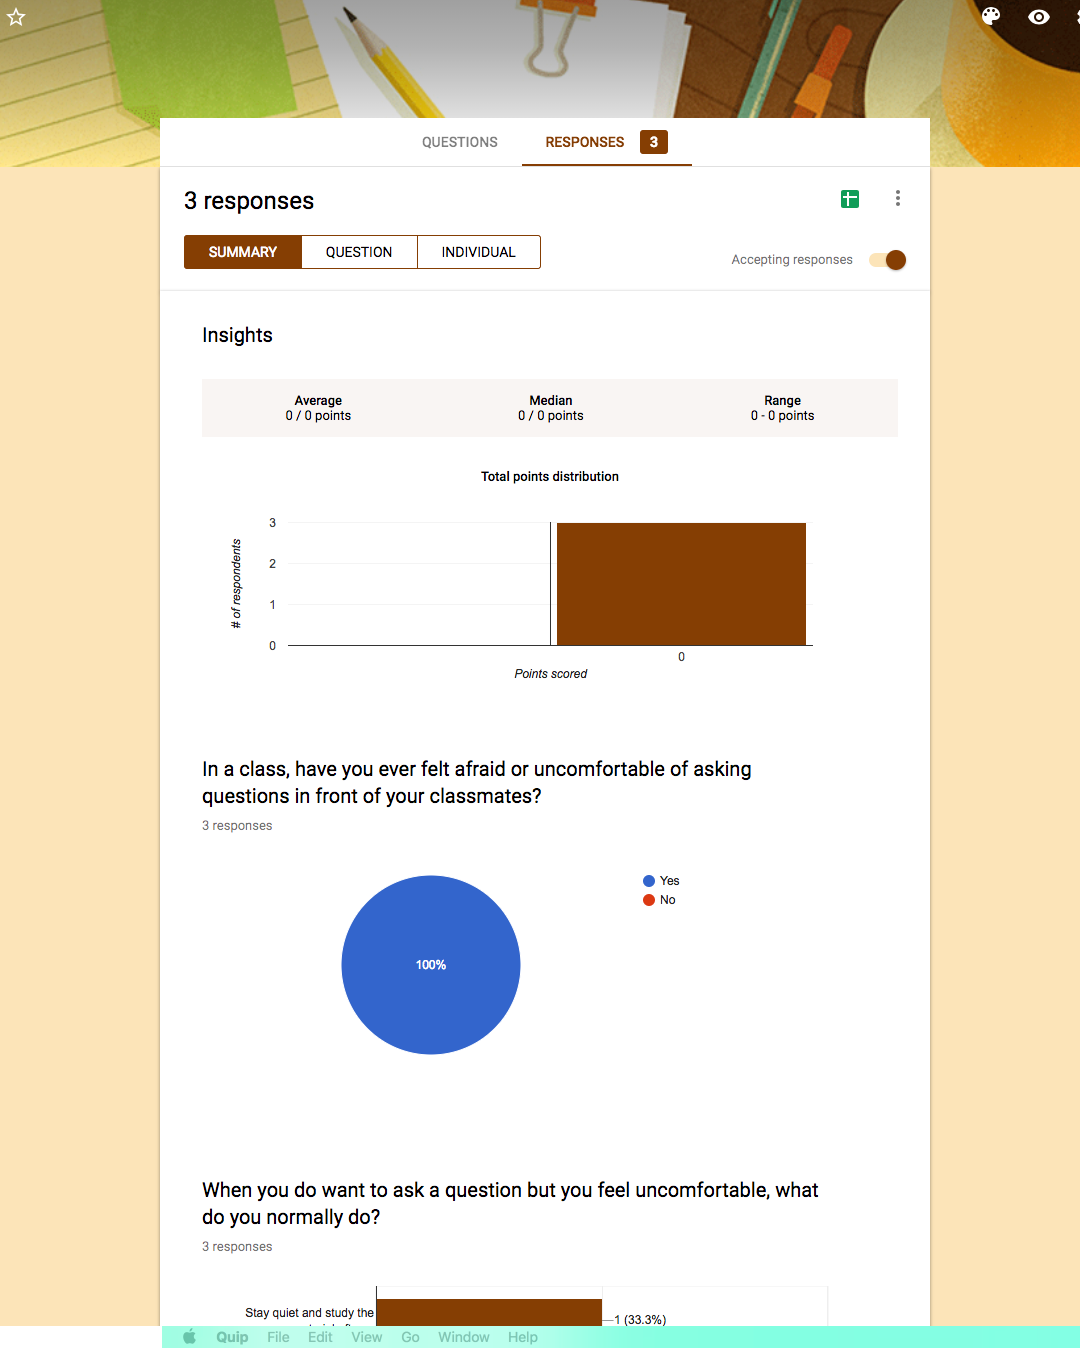 QUESTIONS
RESPONSES 3
3 responses
SUMMARY
QUESTION
INDIVIDUAL
Accepting responses
Insights
Average
0 / 0 points
Median
0 / 0 points
Range
0 - 0 points
Total points distribution
# of respondents
3
2
1
0
0
Points scored
In a class, have you ever felt afraid or uncomfortable of asking
questions in front of your classmates?
3 responses
100%
Yes
No
When you do want to ask a question but you feel uncomfortable, what
do you normally do?
3 responses
Stay quiet and study the
1 (33.3%)
Quip File Edit View Go Window Help